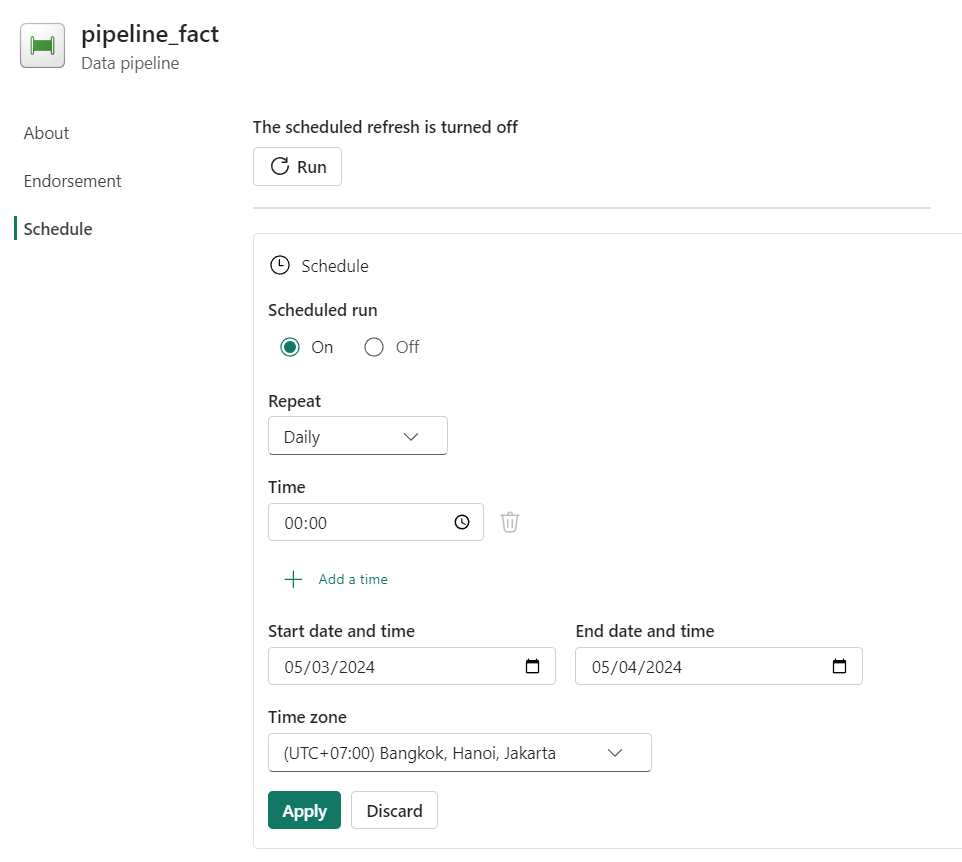 pipeline_fact
Data pipeline
About
Endorsement
Schedule
The scheduled refresh is turned off
Run
Schedule
Scheduled run
On Off
Repeat
Daily
Time
00:00
Add a time
Start date and time End date and time
05/03/2024 05/04/2024
Time zone
(UTC+07:00) Bangkok, Hanoi, Jakarta
Apply Discard